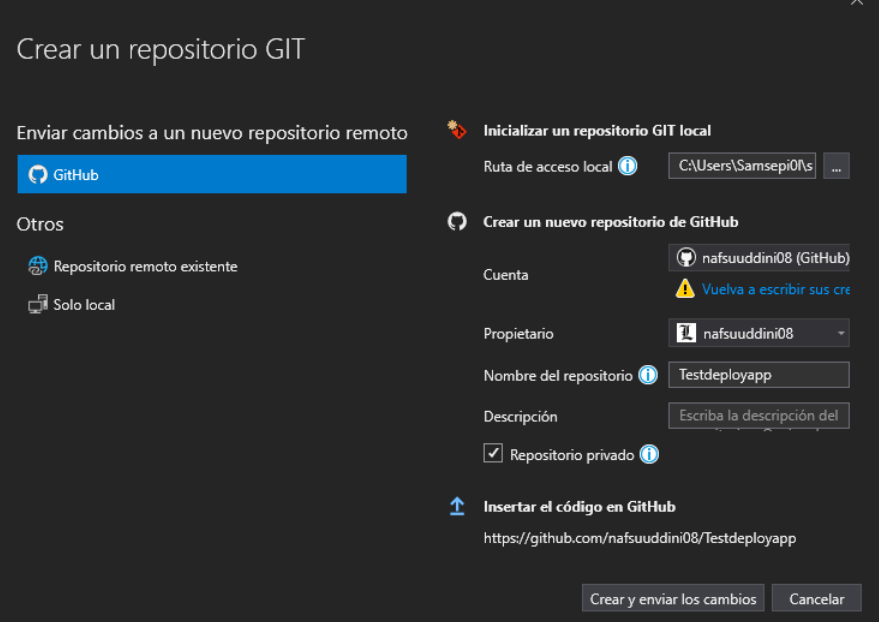 Crear un repositorio GIT
Enviar cambios a un nuevo repositorio remoto
GitHub
Otros
Repositorio remoto existente
Solo local
Inicializar un repositorio GIT local
Ruta de acceso local C:\Users\Samsepi0l\s ...
Crear un nuevo repositorio de GitHub
Cuenta nafsuuddini08 (GitHub)
Vuelva a escribir sus cre
Propietario nafsuuddini08
Nombre del repositorio Testdeployapp
Descripción Escriba la descripción del
Repositorio privado
Insertar el código en GitHub
https://github.com/nafsuuddini08/Testdeployapp
Crear y enviar los cambios Cancelar